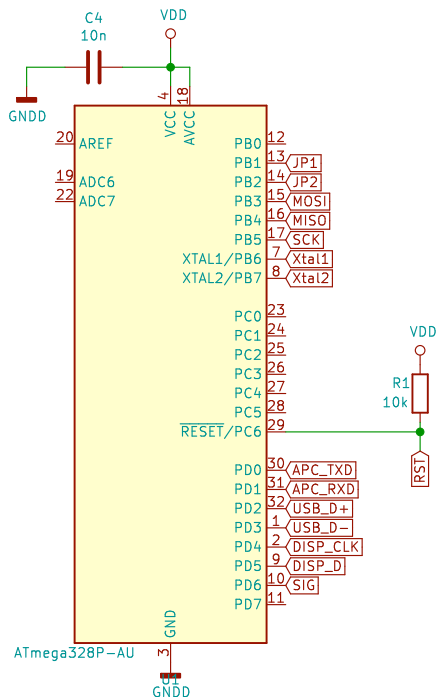 C4
10n
VDD
GNDD
4
18
VCC
AVCC
20 AREF
19 ADC6
22 ADC7
PB0 12
PB1 13 JP1
PB2 14 JP2
PB3 15 MOSI
PB4 16 MISO
PB5 17 SCK
XTAL1/PB6 7 Xtal1
XTAL2/PB7 8 Xtal2
PC0 23
PC1 24
PC2 25
PC3 26
PC4 27
PC5 28
RESET/PC6 29
VDD
R1
10k
RST
PD0 30 APC_TXD
PD1 31 APC_RXD
PD2 32 USB_D+
PD3 1 USB_D-
PD4 2 DISP_CLK
PD5 9 DISP_D
PD6 10 SIG
PD7 11
GND
3
ATmega328P-AU
GNDD